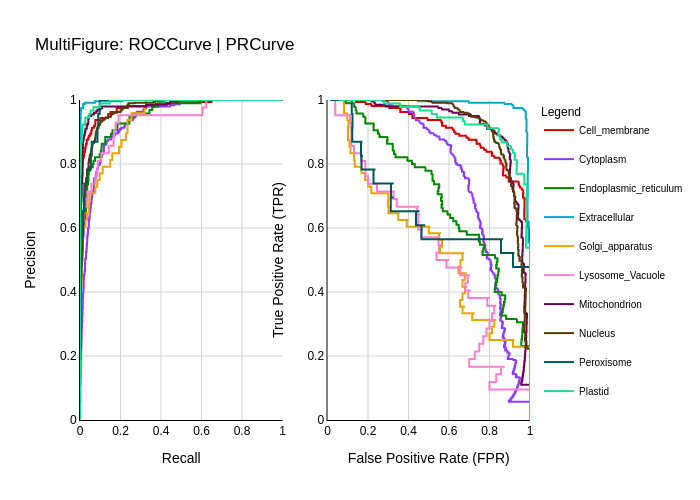 MultiFigure: ROCCurve | PRCurve
Precision
1
0.8
0.6
0.4
0.2
0
0 0.2 0.4 0.6 0.8 1
Recall
True Positive Rate (TPR)
1
0.8
0.6
0.4
0.2
0
0 0.2 0.4 0.6 0.8 1
False Positive Rate (FPR)
Legend
Cell_membrane
Cytoplasm
Endoplasmic_reticulum
Extracellular
Golgi_apparatus
Lysosome_Vacuole
Mitochondrion
Nucleus
Peroxisome
Plastid